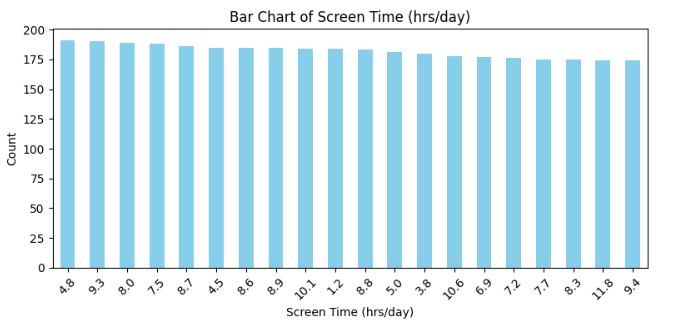 Bar Chart of Screen Time (hrs/day)
200
175
150
125
100
75
50
25
0
Count
4.8 9.3 8.0 7.5 8.7 4.5 8.6 8.9 10.1 1.2 8.8 5.0 3.8 10.6 6.9 7.2 7.7 8.3 11.8 9.4
Screen Time (hrs/day)